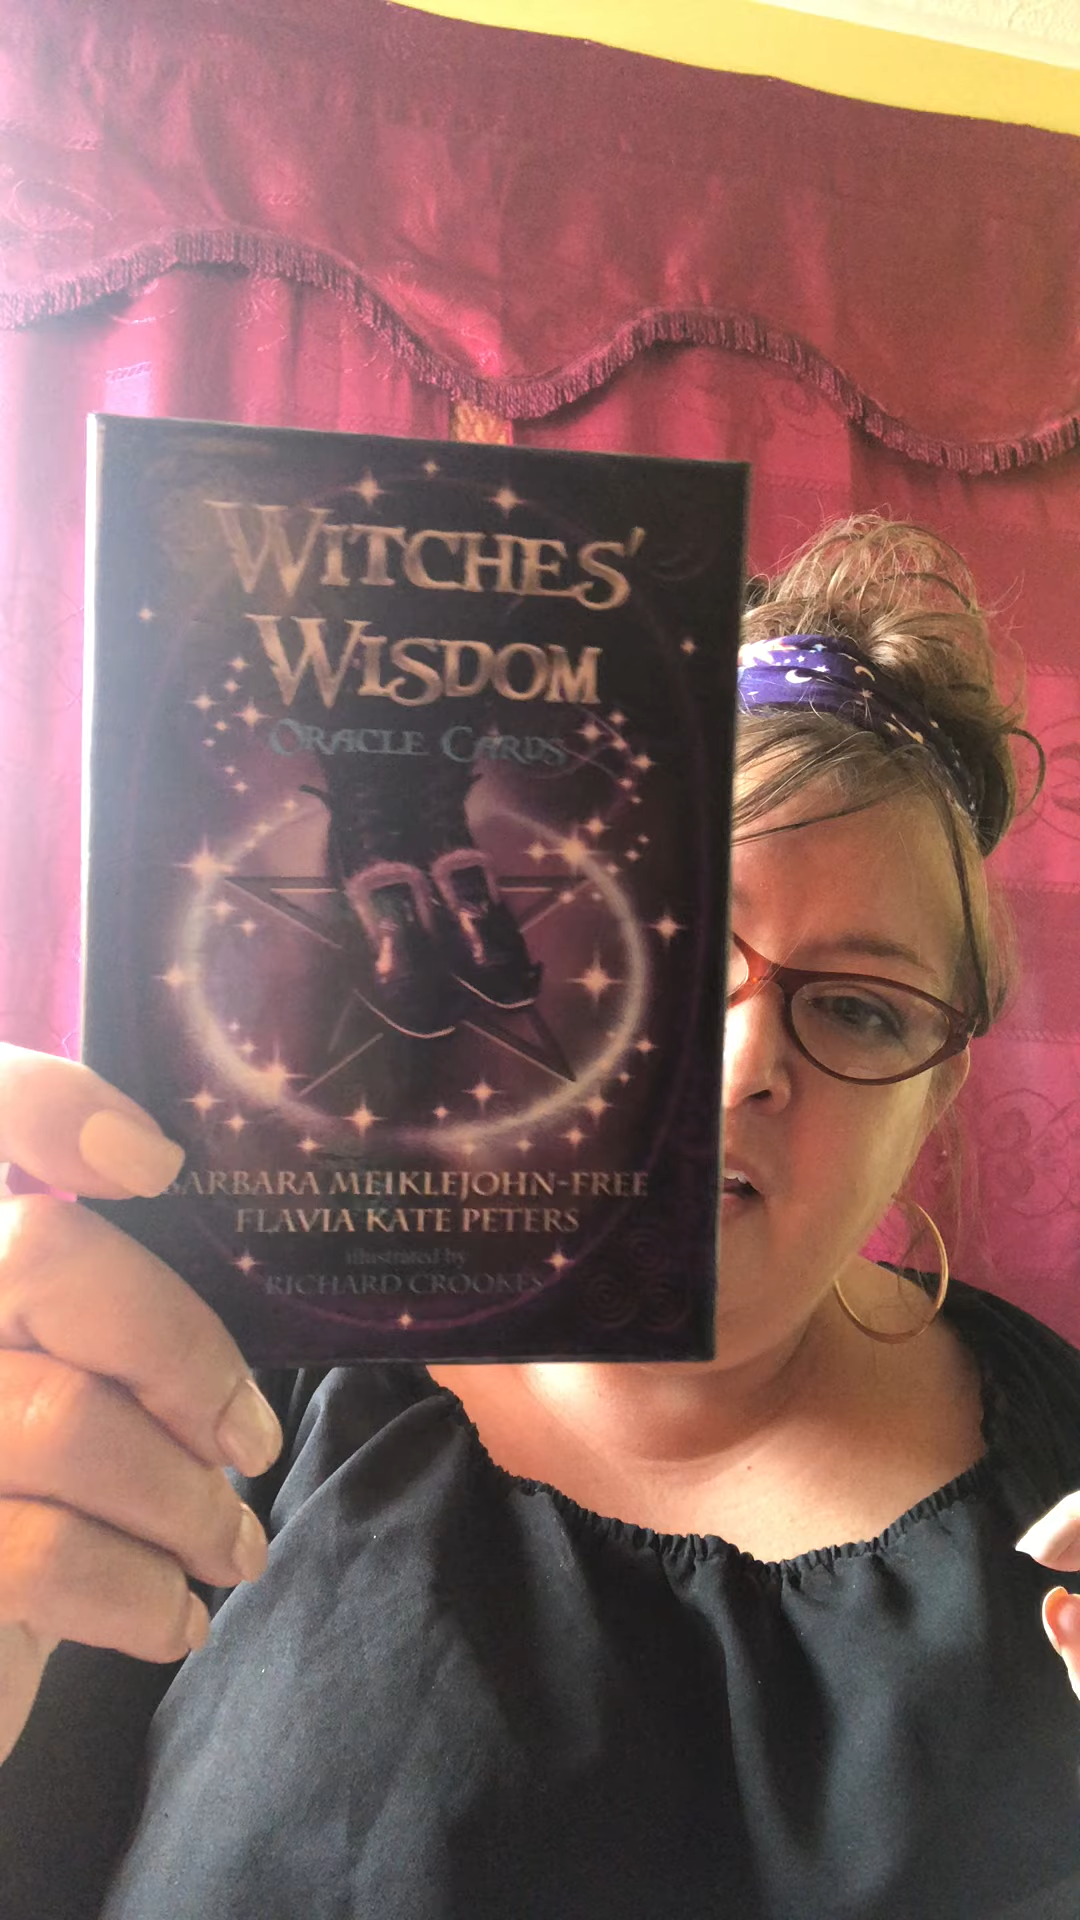 WITCHES'
WISDOM
ORACLE CARDS
BARBARA MEIKLEJOHN-FREE
FLAVIA KATE PETERS
illustrated by
RICHARD CROOKES